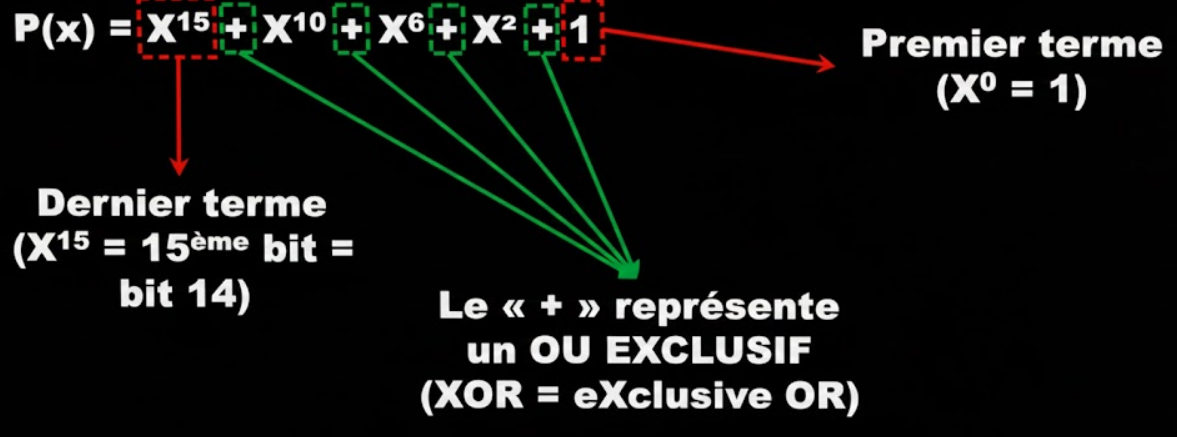 P(x) = X¹⁵ + X¹⁰ + X⁶ + X² + 1
Premier terme
(X⁰ = 1)
Dernier terme
(X¹⁵ = 15ème bit =
bit 14)
Le « + » représente
un OU EXCLUSIF
(XOR = eXclusive OR)